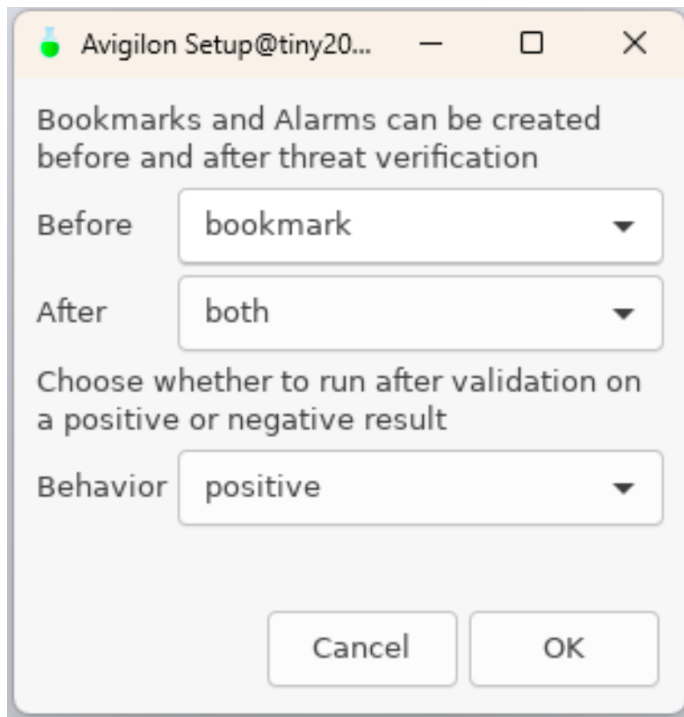 Avigilon Setup@tiny20...
Bookmarks and Alarms can be created
before and after threat verification
Before bookmark
After both
Choose whether to run after validation on
a positive or negative result
Behavior positive
Cancel OK